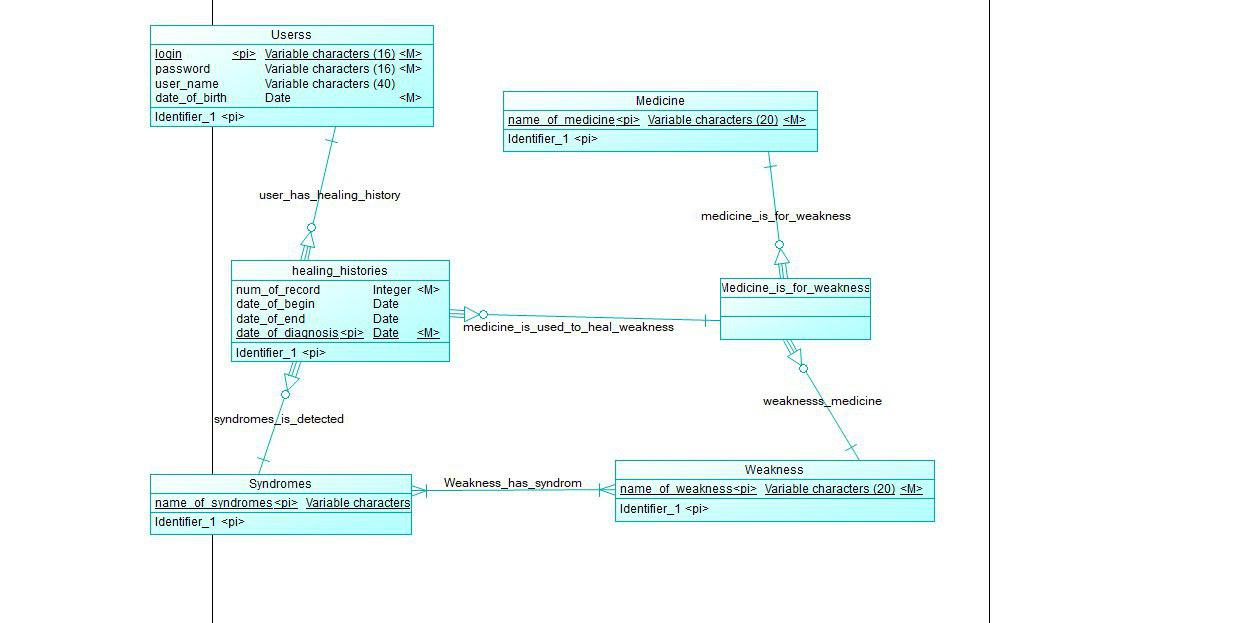 Userss
login <pi> Variable characters (16) <M>
password Variable characters (16) <M>
user_name Variable characters (40)
date_of_birth Date <M>
Identifier_1 <pi>
Medicine
name_of_medicine <pi> Variable characters (20) <M>
Identifier_1 <pi>
user_has_healing_history
medicine_is_for_weakness
healing_histories
num_of_record Integer <M>
date_of_begin Date
date_of_end Date
date_of_diagnosis <pi> Date <M>
Identifier_1 <pi>
Medicine_is_for_weakness
medicine_is_used_to_heal_weakness
weaknesss_medicine
syndromes_is_detected
Syndromes
name_of_syndromes <pi> Variable characters
Identifier_1 <pi>
Weakness_has_syndrom
Weakness
name_of_weakness <pi> Variable characters (20) <M>
Identifier_1 <pi>